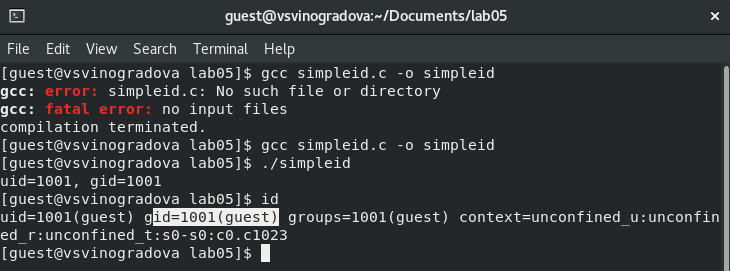 guest@vsvinogradova:~/Documents/lab05
File Edit View Search Terminal Help
[guest@vsvinogradova lab05]$ gcc simpleid.c -o simpleid
gcc: error: simpleid.c: No such file or directory
gcc: fatal error: no input files
compilation terminated.
[guest@vsvinogradova lab05]$ gcc simpleid.c -o simpleid
[guest@vsvinogradova lab05]$ ./simpleid
uid=1001, gid=1001
[guest@vsvinogradova lab05]$ id
uid=1001(guest) gid=1001(guest) groups=1001(guest) context=unconfined_u:unconfin
ed_r:unconfined_t:s0-s0:c0.c1023
[guest@vsvinogradova lab05]$